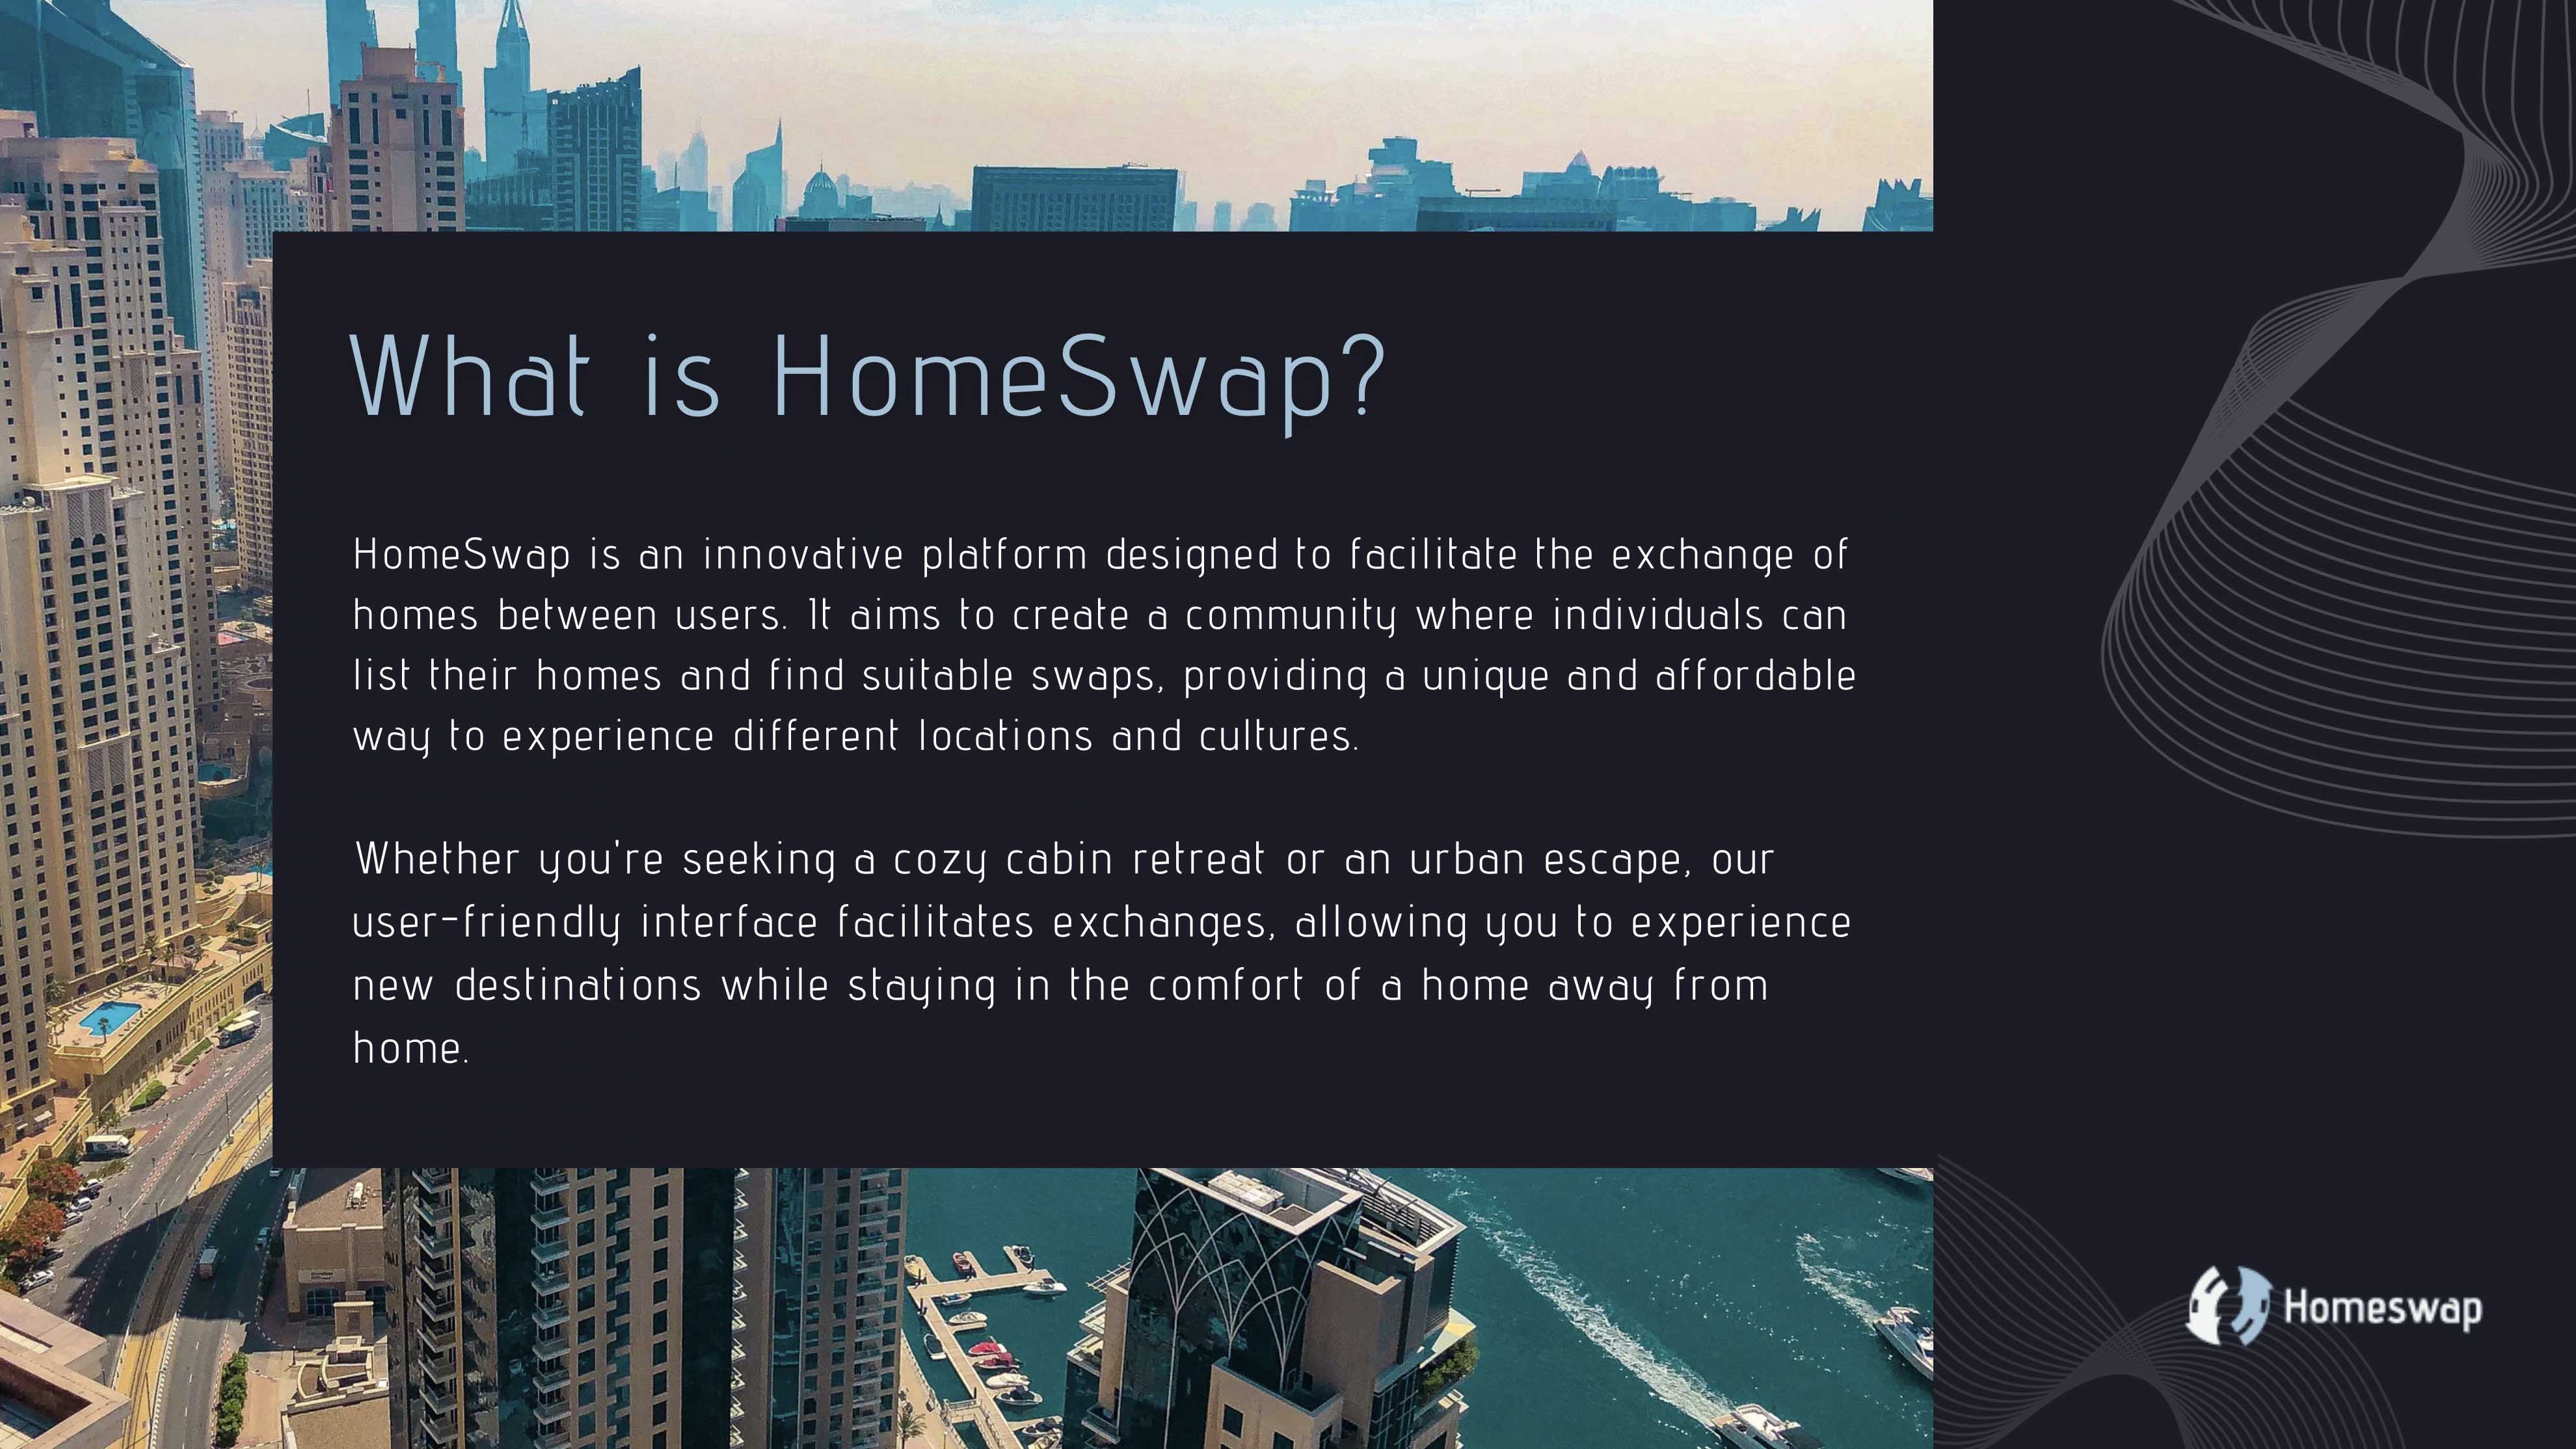 What is HomeSwap?
HomeSwap is an innovative platform designed to facilitate the exchange of
homes between users. It aims to create a community where individuals can
list their homes and find suitable swaps, providing a unique and affordable
way to experience different locations and cultures.
Whether you're seeking a cozy cabin retreat or an urban escape, our
user-friendly interface facilitates exchanges, allowing you to experience
new destinations while staying in the comfort of a home away from
home.
Homeswap